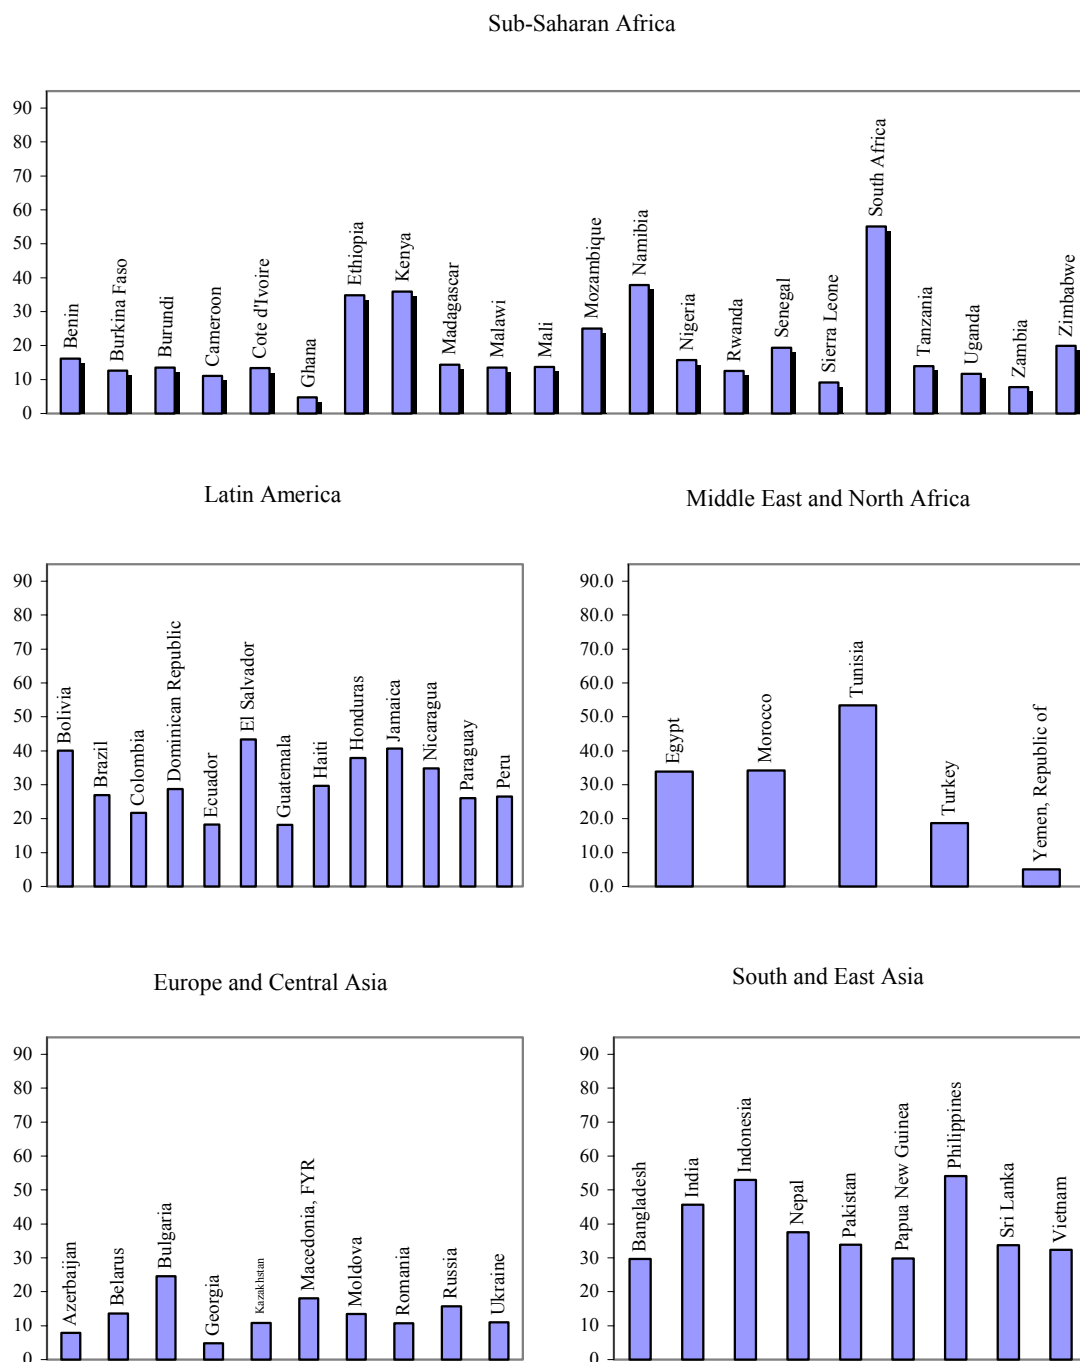 Sub-Saharan Africa
90
80
70
60
50
40
30
20
10
0
Benin
Burkina Faso
Burundi
Cameroon
Cote d'Ivoire
Ghana
Ethiopia
Kenya
Madagascar
Malawi
Mali
Mozambique
Namibia
Nigeria
Rwanda
Senegal
Sierra Leone
South Africa
Tanzania
Uganda
Zambia
Zimbabwe
Latin America
90
80
70
60
50
40
30
20
10
0
Bolivia
Brazil
Colombia
Dominican Republic
Ecuador
El Salvador
Guatemala
Haiti
Honduras
Jamaica
Nicaragua
Paraguay
Peru
Middle East and North Africa
90.0
80.0
70.0
60.0
50.0
40.0
30.0
20.0
10.0
0.0
Egypt
Morocco
Tunisia
Turkey
Yemen, Republic of
Europe and Central Asia
90
80
70
60
50
40
30
20
10
0
Azerbaijan
Belarus
Bulgaria
Georgia
Kazakhstan
Macedonia, FYR
Moldova
Romania
Russia
Ukraine
South and East Asia
90
80
70
60
50
40
30
20
10
0
Bangladesh
India
Indonesia
Nepal
Pakistan
Papua New Guinea
Philippines
Sri Lanka
Vietnam